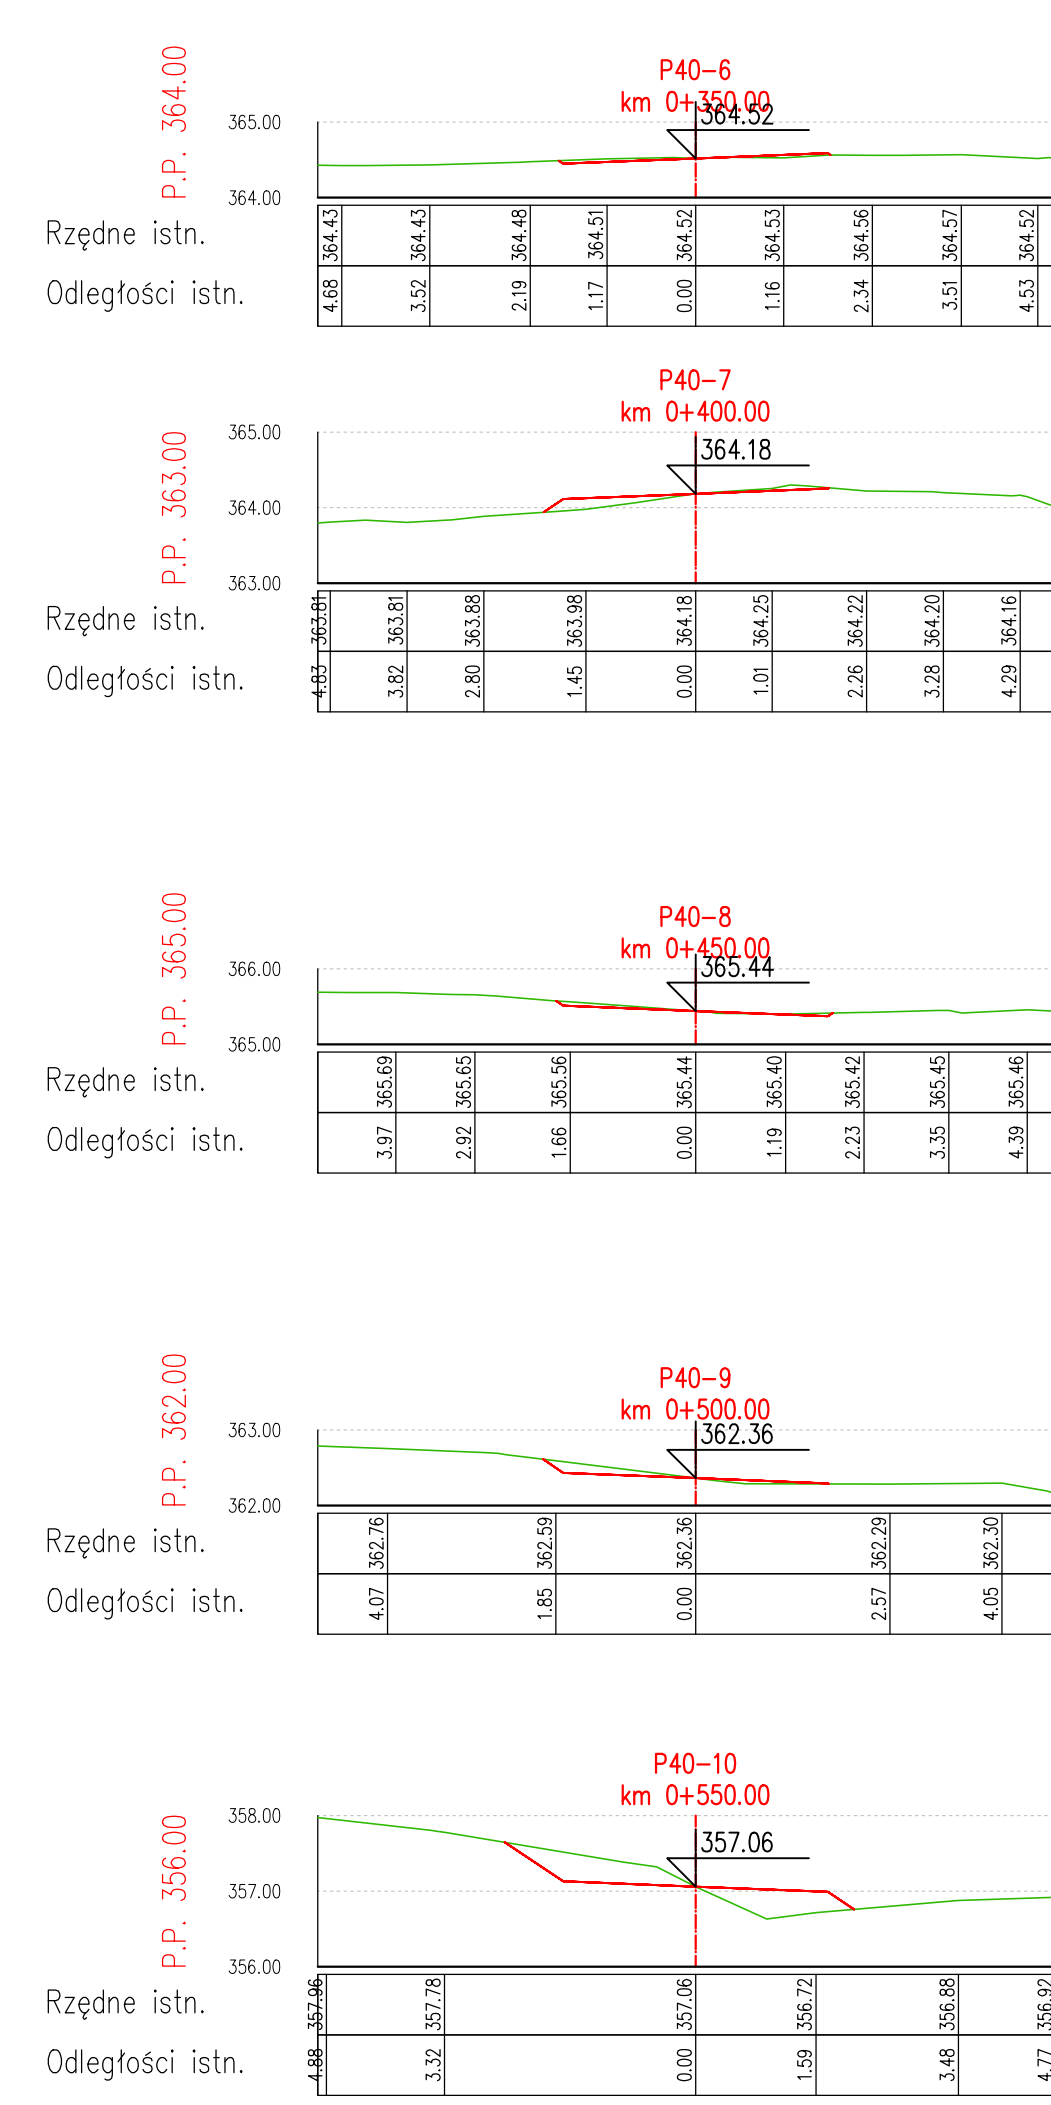 P.P. 364.00
P40-6
km 0+350.00
364.52
365.00
364.00
Rzędne istn.
364.43 364.43 364.48 364.51 364.52 364.53 364.56 364.57 364.52
Odległości istn.
4.68 3.52 2.19 1.17 0.00 1.16 2.34 3.51 4.53
P.P. 363.00
P40-7
km 0+400.00
364.18
365.00
364.00
363.00
Rzędne istn.
363.81 363.81 363.88 363.98 364.18 364.25 364.22 364.20 364.16
Odległości istn.
4.83 3.82 2.80 1.45 0.00 1.01 2.26 3.28 4.29
P.P. 365.00
P40-8
km 0+450.00
365.44
366.00
365.00
Rzędne istn.
365.69 365.65 365.56 365.44 365.40 365.42 365.45 365.46
Odległości istn.
3.97 2.92 1.66 0.00 1.19 2.23 3.35 4.39
P.P. 362.00
P40-9
km 0+500.00
362.36
363.00
362.00
Rzędne istn.
362.76 362.59 362.36 362.29 362.30
Odległości istn.
4.07 1.85 0.00 2.57 4.05
P.P. 356.00
P40-10
km 0+550.00
357.06
358.00
357.00
356.00
Rzędne istn.
357.96 357.78 357.06 356.72 356.88 356.92
Odległości istn.
4.88 3.32 0.00 1.59 3.48 4.77